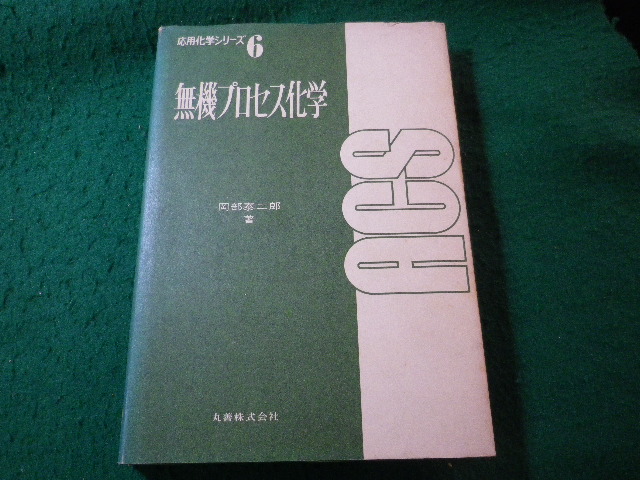 応用化学シリーズ6
無機プロセス化学
岡部泰二郎
著
ACS
丸善株式会社